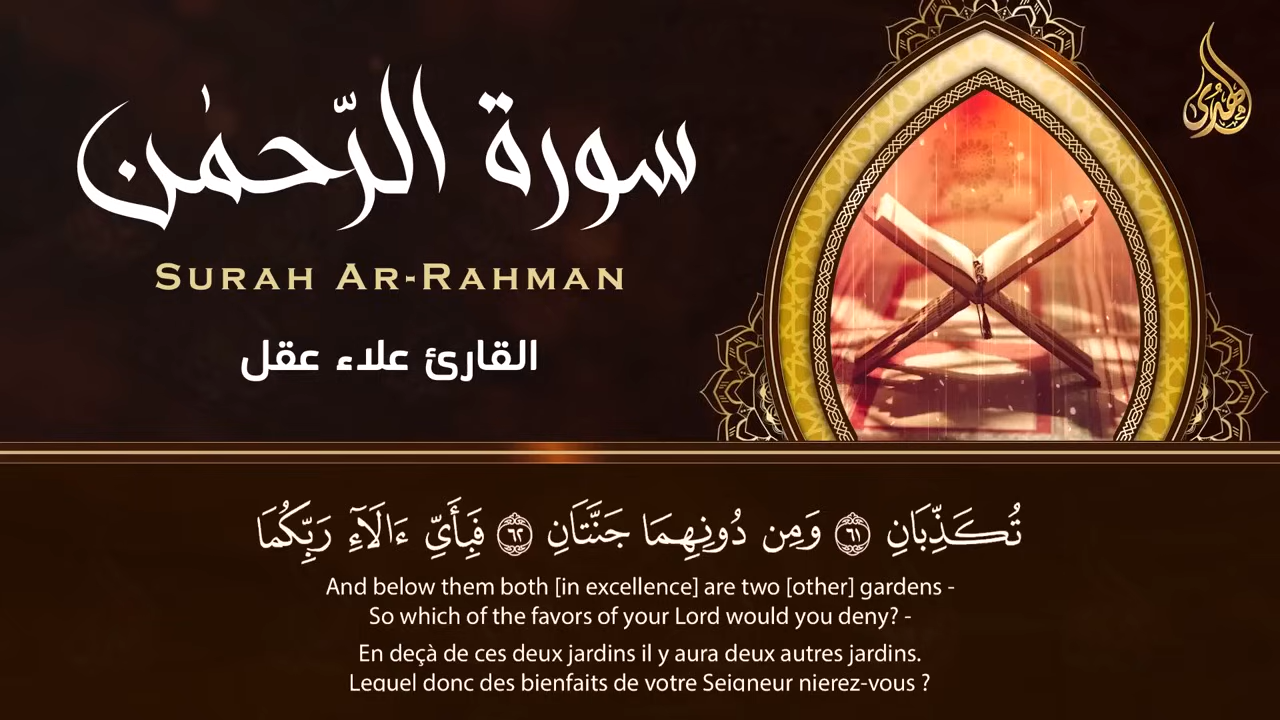 سورة الرّحمٰن
SURAH AR-RAHMAN
القارئ علاء عقل
الهدى
تُكَذِّبَانِ ٦١ وَمِن دُونِهِمَا جَنَّتَانِ ٦٢ فَبِأَيِّ ءَالَآءِ رَبِّكُمَا
And below them both [in excellence] are two [other] gardens -
So which of the favors of your Lord would you deny? -
En deçà de ces deux jardins il y aura deux autres jardins.
Lequel donc des bienfaits de votre Seigneur nierez-vous ?